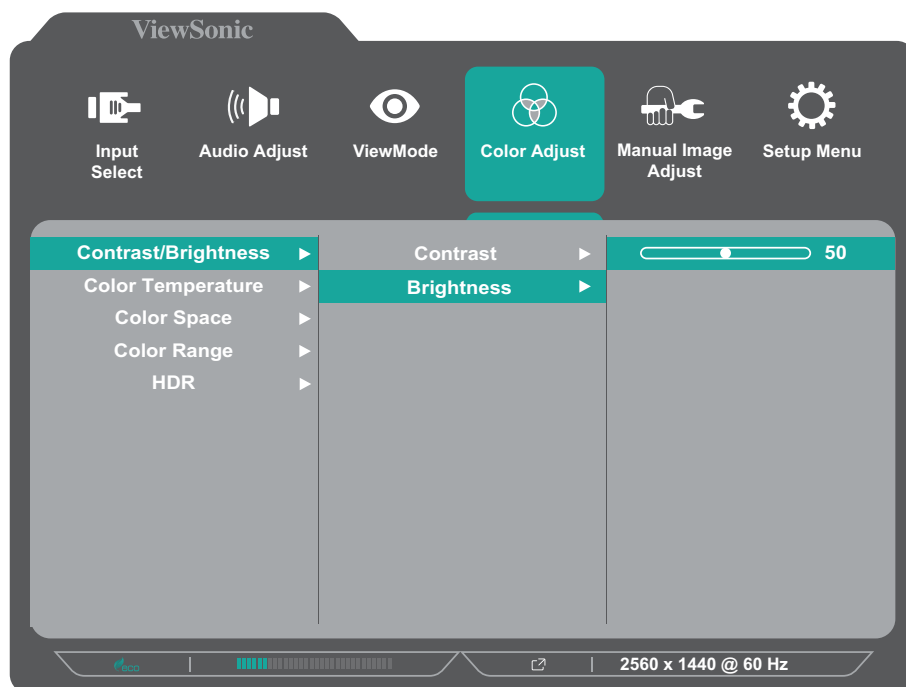 ViewSonic
Input
Select
Audio Adjust
ViewMode
Color Adjust
Manual Image
Adjust
Setup Menu
Contrast/Brightness
Contrast
50
Color Temperature
Brightness
Color Space
Color Range
HDR
eco
2560 x 1440 @ 60 Hz